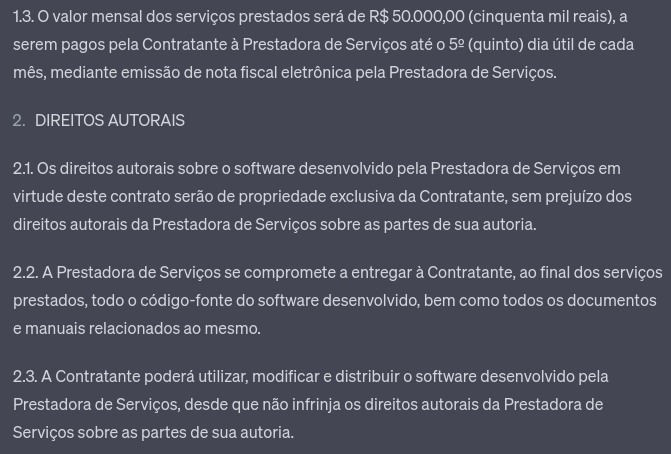 1.3. O valor mensal dos serviços prestados será de R$ 50.000,00 (cinquenta mil reais), a
serem pagos pela Contratante à Prestadora de Serviços até o 5º (quinto) dia útil de cada
mês, mediante emissão de nota fiscal eletrônica pela Prestadora de Serviços.
2. DIREITOS AUTORAIS
2.1. Os direitos autorais sobre o software desenvolvido pela Prestadora de Serviços em
virtude deste contrato serão de propriedade exclusiva da Contratante, sem prejuízo dos
direitos autorais da Prestadora de Serviços sobre as partes de sua autoria.
2.2. A Prestadora de Serviços se compromete a entregar à Contratante, ao final dos serviços
prestados, todo o código-fonte do software desenvolvido, bem como todos os documentos
e manuais relacionados ao mesmo.
2.3. A Contratante poderá utilizar, modificar e distribuir o software desenvolvido pela
Prestadora de Serviços, desde que não infrinja os direitos autorais da Prestadora de
Serviços sobre as partes de sua autoria.